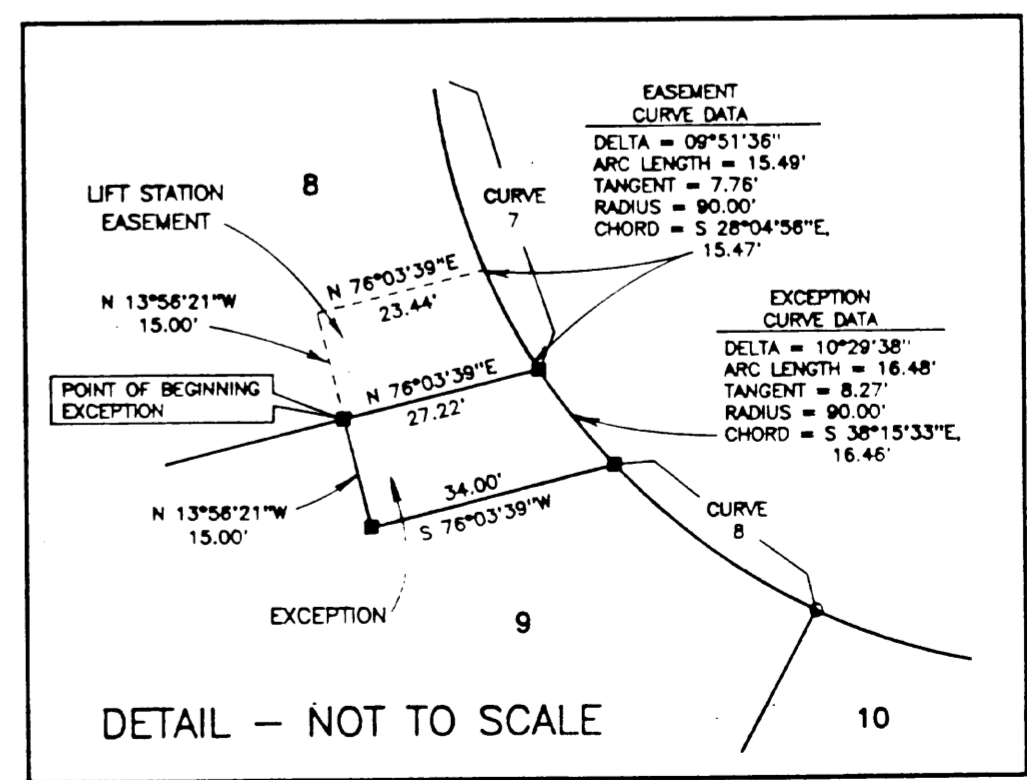 EASEMENT
CURVE DATA
DELTA = 09°51'36"
ARC LENGTH = 15.49'
TANGENT = 7.76'
RADIUS = 90.00'
CHORD = S 28°04'56"E,
15.47'
8
LIFT STATION
EASEMENT
CURVE
7
N 76°03'39"E
23.44'
N 13°56'21"W
15.00'
EXCEPTION
CURVE DATA
DELTA = 10°29'38"
ARC LENGTH = 16.48'
TANGENT = 8.27'
RADIUS = 90.00'
CHORD = S 38°15'33"E,
16.46'
POINT OF BEGINNING
EXCEPTION
N 76°03'39"E
27.22'
34.00'
S 76°03'39"W
N 13°56'21"W
15.00'
CURVE
8
EXCEPTION
9
DETAIL — NOT TO SCALE
10